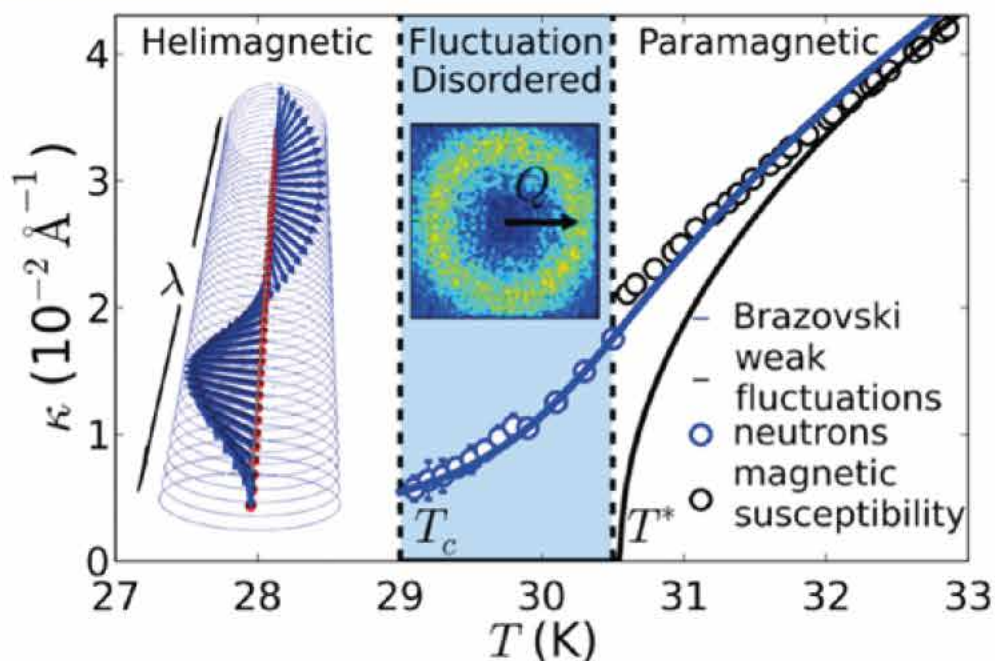 Helimagnetic
Fluctuation
Disordered
Paramagnetic
λ
Q
Brazovski
weak
fluctuations
neutrons
magnetic
susceptibility
T_c
T*
κ (10⁻² Å⁻¹)
4
3
2
1
0
27 28 29 30 31 32 33
T (K)